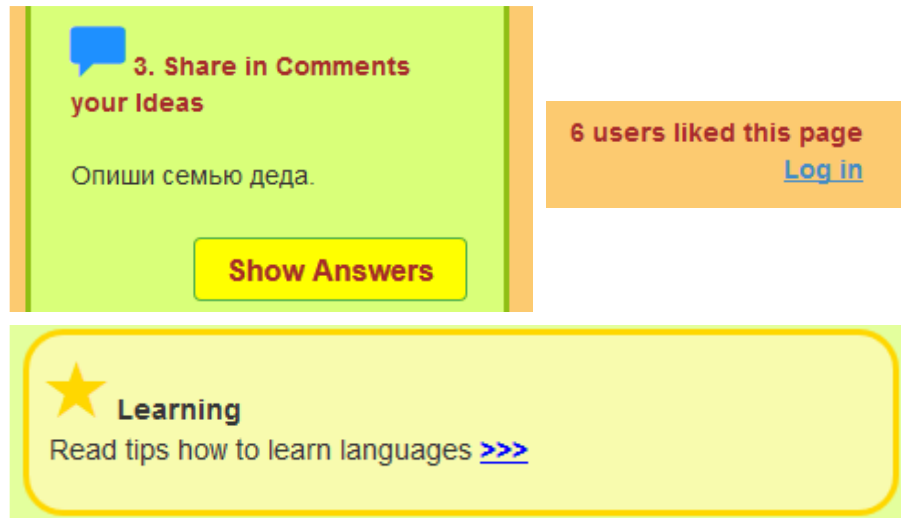 3. Share in Comments
your Ideas
Опиши семью деда.
Show Answers
6 users liked this page
Log in
Learning
Read tips how to learn languages >>>